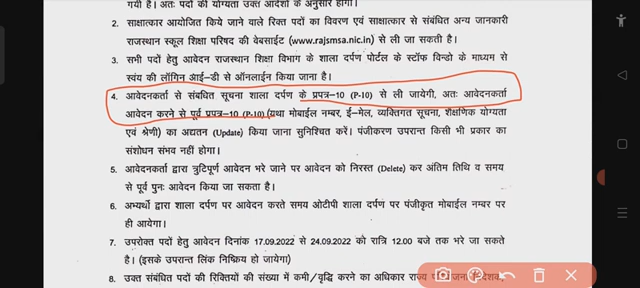 गयी है। अतः पदों की योग्यता उक्त आदेशों के अनुसार होगी।
2. साक्षात्कार आयोजित किये जाने वाले रिक्त पदों का विवरण एवं साक्षात्कार से संबंधित अन्य जानकारी
राजस्थान स्कूल शिक्षा परिषद की वेबसाईट (www.rajsmsa.nic.in) से ली जा सकती है।
3. सभी पदों हेतु आवेदन राजस्थान शिक्षा विभाग के शाला दर्पण पोर्टल के स्टॉफ विन्डो के माध्यम से
स्वंय की लॉगिन आई-डी से ऑनलाईन किया जाना है।
4. आवेदनकर्ता से संबंधित सूचना शाला दर्पण के प्रपत्र-10 (P-10) से ली जायेगी, अतः आवेदनकर्ता
आवेदन करने से पूर्व प्रपत्र-10 (P-10) (यथा मोबाईल नम्बर, ई-मेल, व्यक्तिगत सूचना, शैक्षणिक योग्यता
एवं श्रेणी) का अद्यतन (Update) किया जाना सुनिश्चित करें। पंजीकरण उपरान्त किसी भी प्रकार का
संशोधन संभव नहीं होगा।
5. आवेदनकर्ता द्वारा त्रुटिपूर्ण आवेदन भरे जाने पर आवेदन को निरस्त (Delete) कर अंतिम तिथि व समय
से पूर्व पुनः आवेदन किया जा सकता है।
6. अभ्यर्थी द्वारा शाला दर्पण पर आवेदन करते समय ओटीपी शाला दर्पण पर पंजीकृत मोबाईल नम्बर पर
ही आयेगा।
7. उपरोक्त पदों हेतु आवेदन दिनांक 17.09.2022 से 24.09.2022 को रात्रि 12.00 बजे तक भरे जा सकते
है। (इसके उपरान्त लिंक निष्क्रिय हो जायेगा)
8. उक्त संबंधित पदों की रिक्तियों की संख्या में कमी/वृद्धि करने का अधिकार राज्य